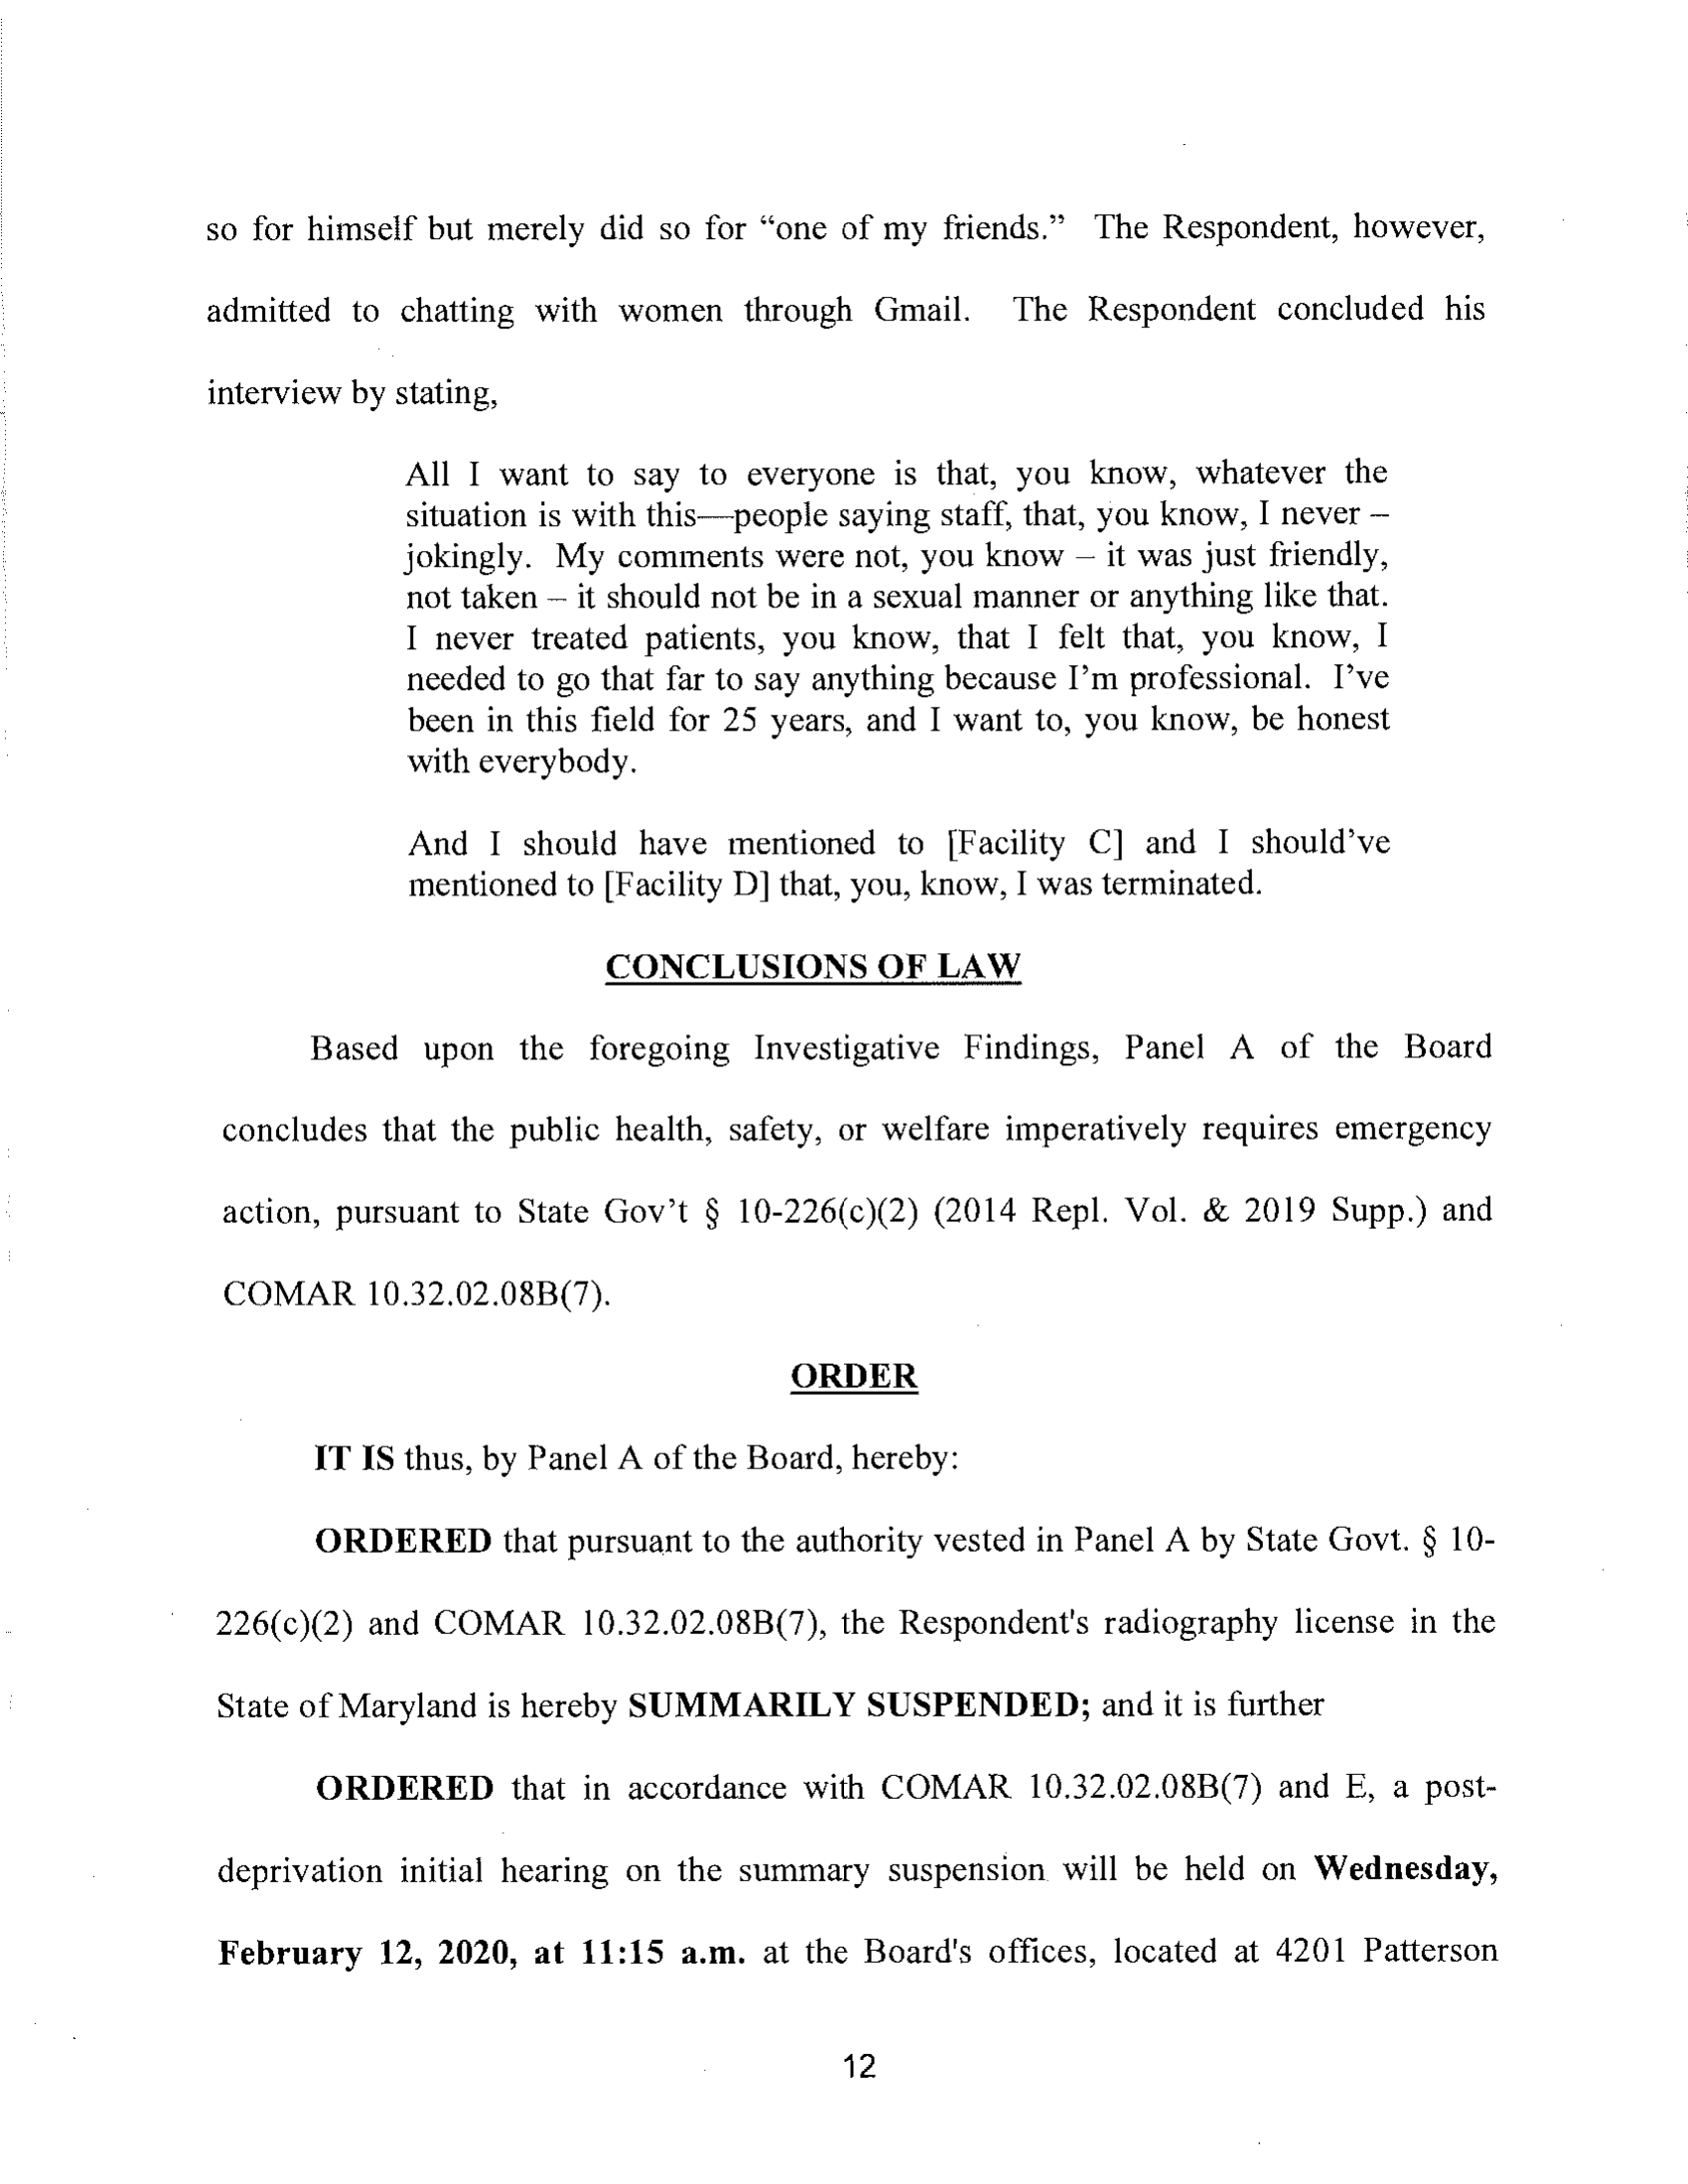 so for himself but merely did so for “one of my friends.” The Respondent, however,
admitted to chatting with women through Gmail. The Respondent concluded his
interview by stating,
All I want to say to everyone is that, you know, whatever the
situation is with this—people saying staff, that, you know, I never –
jokingly. My comments were not, you know – it was just friendly,
not taken – it should not be in a sexual manner or anything like that.
I never treated patients, you know, that I felt that, you know, I
needed to go that far to say anything because I’m professional. I’ve
been in this field for 25 years, and I want to, you know, be honest
with everybody.
And I should have mentioned to [Facility C] and I should’ve
mentioned to [Facility D] that, you, know, I was terminated.
CONCLUSIONS OF LAW
Based upon the foregoing Investigative Findings, Panel A of the Board
concludes that the public health, safety, or welfare imperatively requires emergency
action, pursuant to State Gov’t § 10-226(c)(2) (2014 Repl. Vol. & 2019 Supp.) and
COMAR 10.32.02.08B(7).
ORDER
IT IS thus, by Panel A of the Board, hereby:
ORDERED that pursuant to the authority vested in Panel A by State Govt. § 10-
226(c)(2) and COMAR 10.32.02.08B(7), the Respondent's radiography license in the
State of Maryland is hereby SUMMARILY SUSPENDED; and it is further
ORDERED that in accordance with COMAR 10.32.02.08B(7) and E, a post-
deprivation initial hearing on the summary suspension will be held on Wednesday,
February 12, 2020, at 11:15 a.m. at the Board's offices, located at 4201 Patterson
12